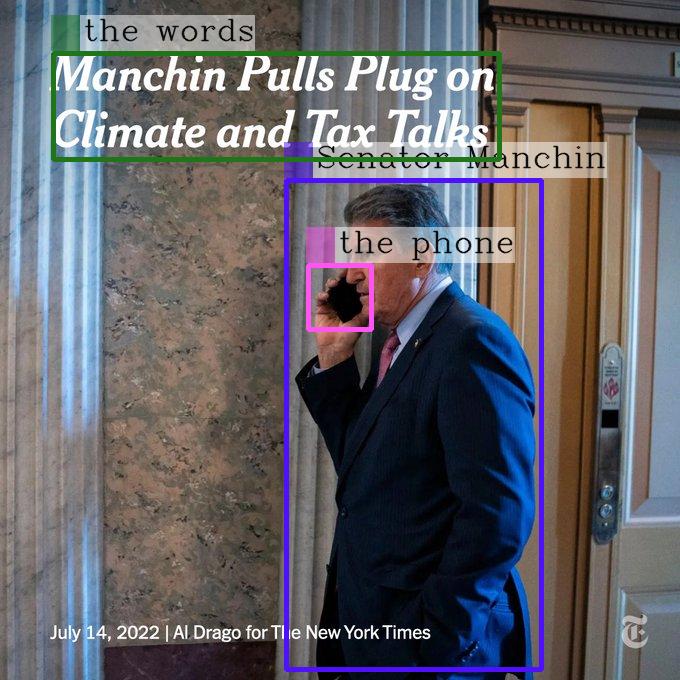 the words
Manchin Pulls Plug on
Climate and Tax Talks
Senator Manchin
the phone
July 14, 2022 | Al Drago for The New York Times